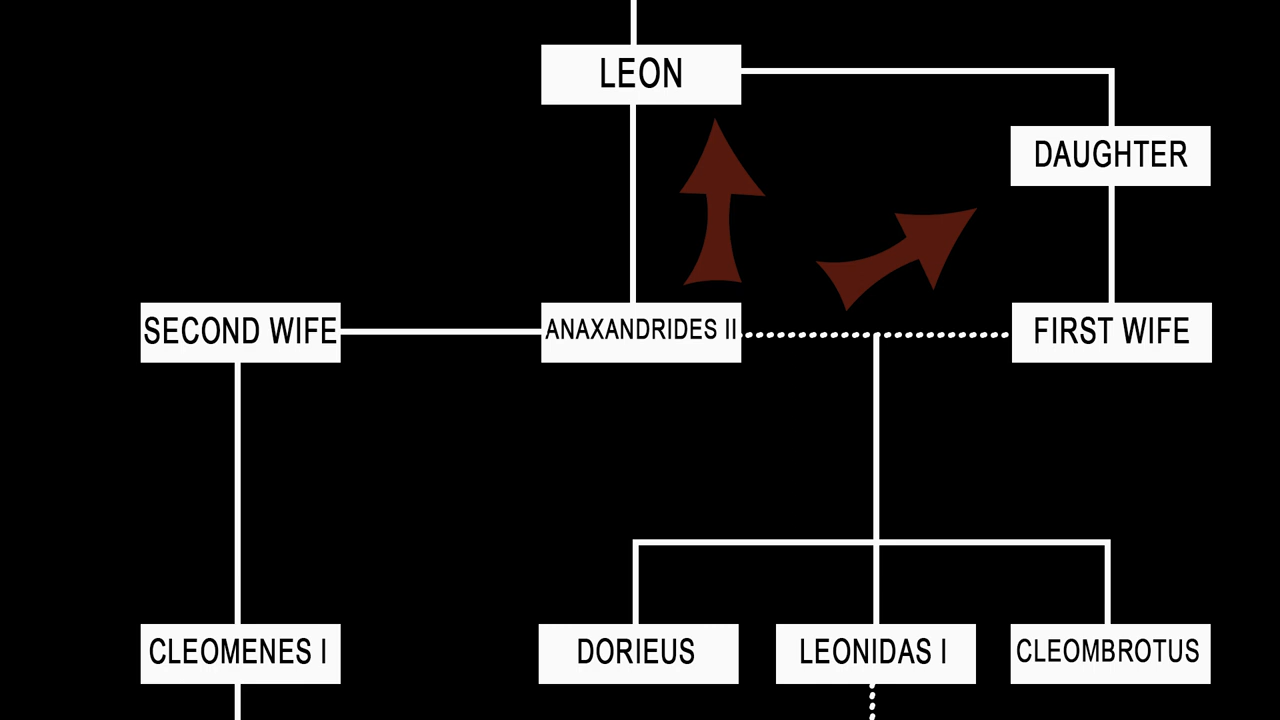 LEON
DAUGHTER
SECOND WIFE
ANAXANDRIDES II
FIRST WIFE
CLEOMENES I
DORIEUS
LEONIDAS I
CLEOMBROTUS